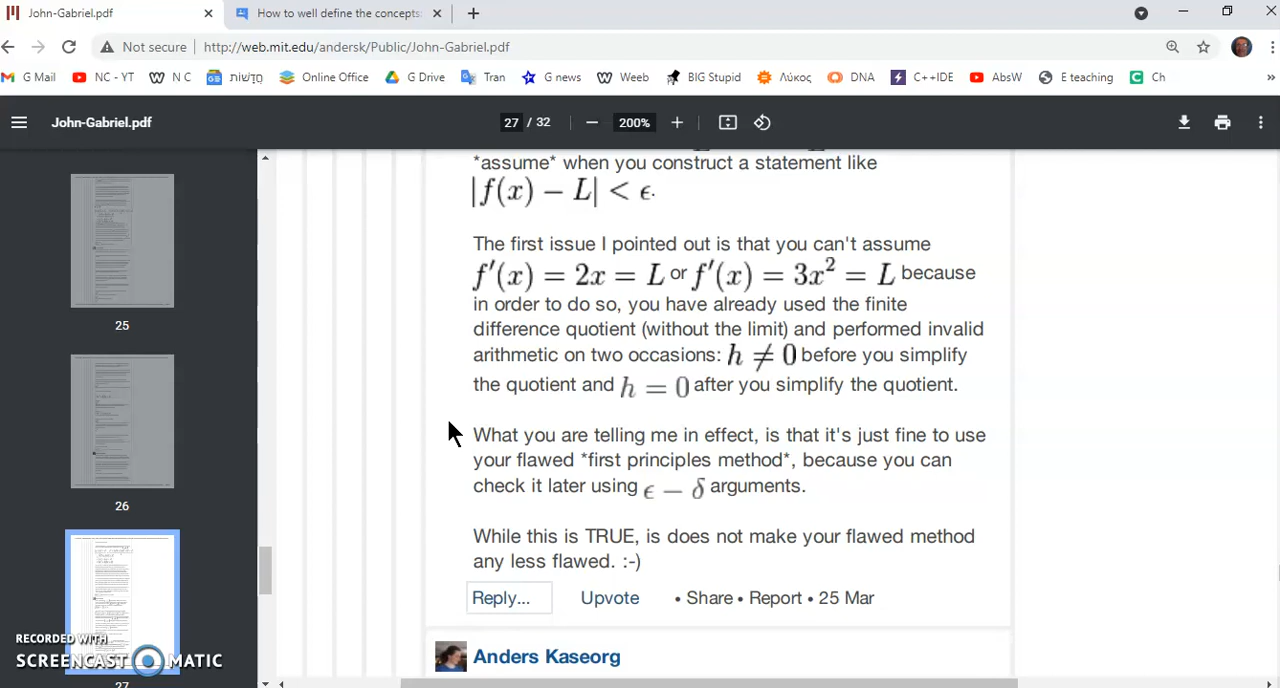 John-Gabriel.pdf
How to well define the concepts:
Not secure | http://web.mit.edu/andersk/Public/John-Gabriel.pdf
G Mail NC - YT N C חֲדָשׁוֹת Online Office G Drive Tran G news Weeb BIG Stupid Λύκος DNA C++IDE AbsW E teaching Ch »
John-Gabriel.pdf 27 / 32 — 200% +
*assume* when you construct a statement like
|f(x) − L| < ϵ.
The first issue I pointed out is that you can't assume
f′(x) = 2x = L or f′(x) = 3x² = L because
in order to do so, you have already used the finite
difference quotient (without the limit) and performed invalid
arithmetic on two occasions: h ≠ 0 before you simplify
the quotient and h = 0 after you simplify the quotient.
What you are telling me in effect, is that it's just fine to use
your flawed *first principles method*, because you can
check it later using ϵ − δ arguments.
While this is TRUE, is does not make your flawed method
any less flawed. :-)
Reply... Upvote • Share • Report • 25 Mar
Anders Kaseorg
25
26
27
RECORDED WITH
SCREENCAST MATIC